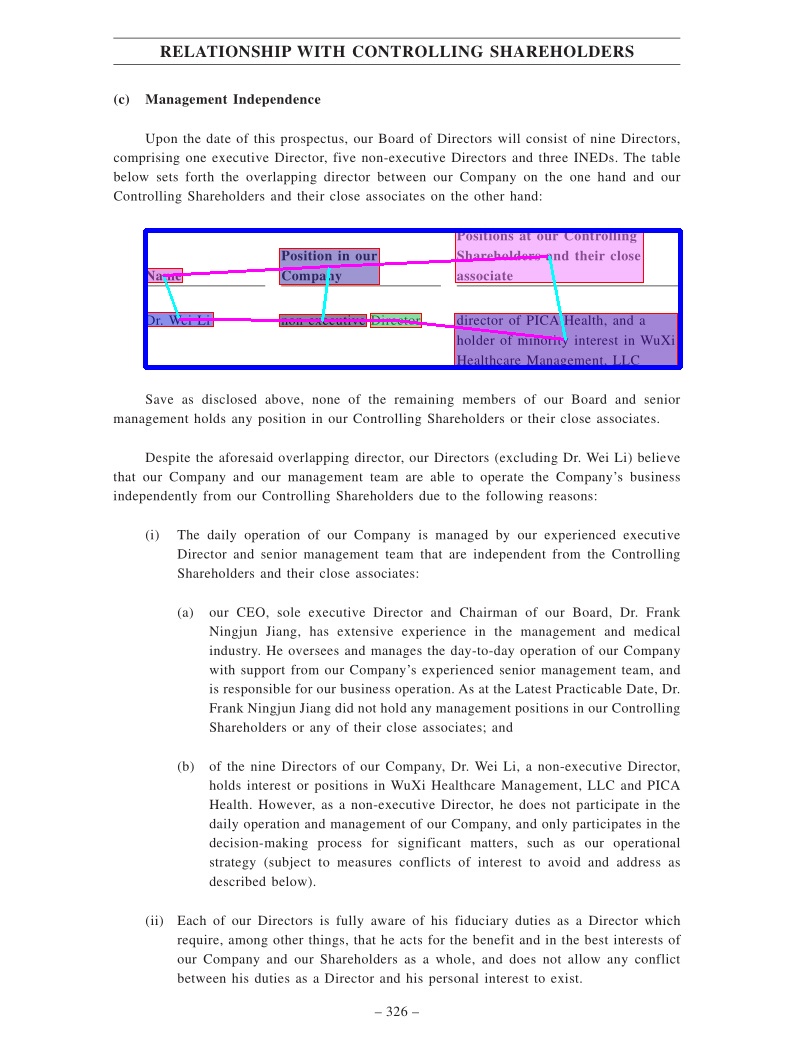 RELATIONSHIP WITH CONTROLLING SHAREHOLDERS
(c) Management Independence
Upon the date of this prospectus, our Board of Directors will consist of nine Directors,
comprising one executive Director, five non-executive Directors and three INEDs. The table
below sets forth the overlapping director between our Company on the one hand and our
Controlling Shareholders and their close associates on the other hand:
Positions at our Controlling
Position in our Shareholders and their close
Name Company associate
Dr. Wei Li non-executive Director director of PICA Health, and a
holder of minority interest in WuXi
Healthcare Management, LLC
Save as disclosed above, none of the remaining members of our Board and senior
management holds any position in our Controlling Shareholders or their close associates.
Despite the aforesaid overlapping director, our Directors (excluding Dr. Wei Li) believe
that our Company and our management team are able to operate the Company's business
independently from our Controlling Shareholders due to the following reasons:
(i) The daily operation of our Company is managed by our experienced executive
Director and senior management team that are independent from the Controlling
Shareholders and their close associates:
(a) our CEO, sole executive Director and Chairman of our Board, Dr. Frank
Ningjun Jiang, has extensive experience in the management and medical
industry. He oversees and manages the day-to-day operation of our Company
with support from our Company's experienced senior management team, and
is responsible for our business operation. As at the Latest Practicable Date, Dr.
Frank Ningjun Jiang did not hold any management positions in our Controlling
Shareholders or any of their close associates; and
(b) of the nine Directors of our Company, Dr. Wei Li, a non-executive Director,
holds interest or positions in WuXi Healthcare Management, LLC and PICA
Health. However, as a non-executive Director, he does not participate in the
daily operation and management of our Company, and only participates in the
decision-making process for significant matters, such as our operational
strategy (subject to measures conflicts of interest to avoid and address as
described below).
(ii) Each of our Directors is fully aware of his fiduciary duties as a Director which
require, among other things, that he acts for the benefit and in the best interests of
our Company and our Shareholders as a whole, and does not allow any conflict
between his duties as a Director and his personal interest to exist.
– 326 –